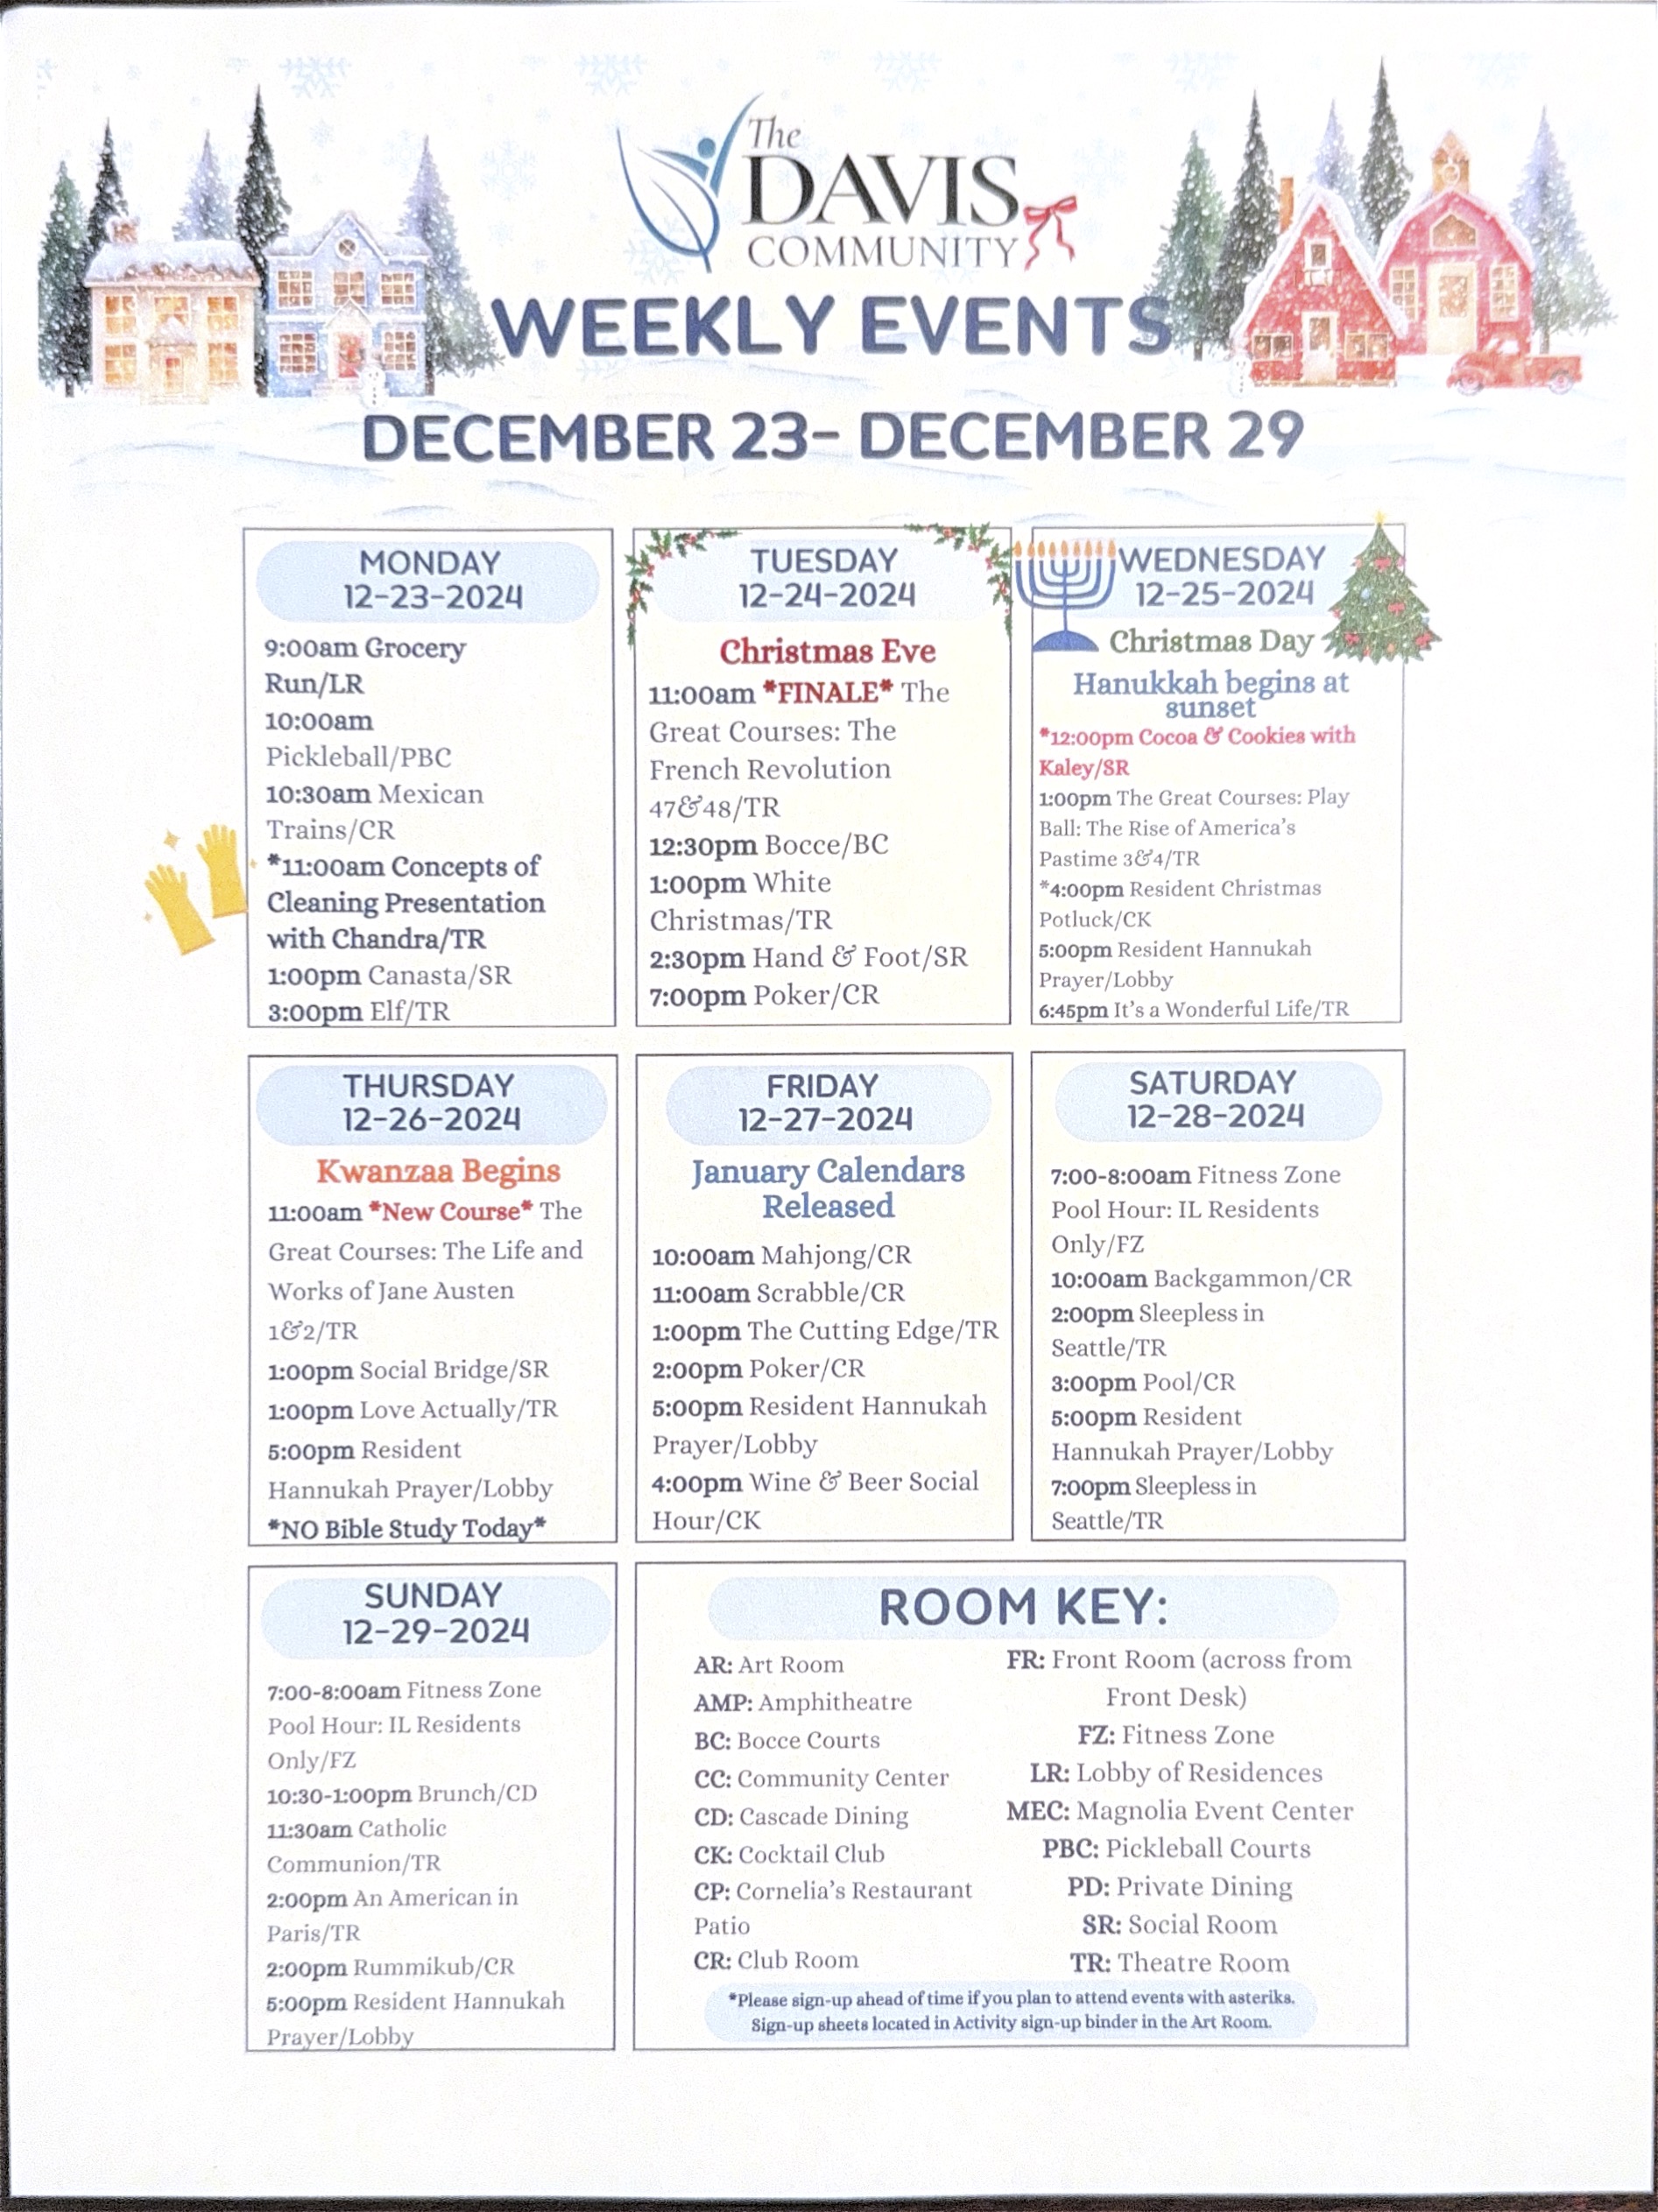 The
DAVIS
COMMUNITY
WEEKLY EVENTS
DECEMBER 23- DECEMBER 29
MONDAY
12-23-2024
9:00am Grocery
Run/LR
10:00am
Pickleball/PBC
10:30am Mexican
Trains/CR
*11:00am Concepts of
Cleaning Presentation
with Chandra/TR
1:00pm Canasta/SR
3:00pm Elf/TR
TUESDAY
12-24-2024
Christmas Eve
11:00am *FINALE* The
Great Courses: The
French Revolution
47&48/TR
12:30pm Bocce/BC
1:00pm White
Christmas/TR
2:30pm Hand & Foot/SR
7:00pm Poker/CR
WEDNESDAY
12-25-2024
Christmas Day
Hanukkah begins at
sunset
*12:00pm Cocoa & Cookies with
Kaley/SR
1:00pm The Great Courses: Play
Ball: The Rise of America's
Pastime 3&4/TR
*4:00pm Resident Christmas
Potluck/CK
5:00pm Resident Hannukah
Prayer/Lobby
6:45pm It's a Wonderful Life/TR
THURSDAY
12-26-2024
Kwanzaa Begins
11:00am *New Course* The
Great Courses: The Life and
Works of Jane Austen
1&2/TR
1:00pm Social Bridge/SR
1:00pm Love Actually/TR
5:00pm Resident
Hannukah Prayer/Lobby
*NO Bible Study Today*
FRIDAY
12-27-2024
January Calendars
Released
10:00am Mahjong/CR
11:00am Scrabble/CR
1:00pm The Cutting Edge/TR
2:00pm Poker/CR
5:00pm Resident Hannukah
Prayer/Lobby
4:00pm Wine & Beer Social
Hour/CK
SATURDAY
12-28-2024
7:00-8:00am Fitness Zone
Pool Hour: IL Residents
Only/FZ
10:00am Backgammon/CR
2:00pm Sleepless in
Seattle/TR
3:00pm Pool/CR
5:00pm Resident
Hannukah Prayer/Lobby
7:00pm Sleepless in
Seattle/TR
SUNDAY
12-29-2024
7:00-8:00am Fitness Zone
Pool Hour: IL Residents
Only/FZ
10:30-1:00pm Brunch/CD
11:30am Catholic
Communion/TR
2:00pm An American in
Paris/TR
2:00pm Rummikub/CR
5:00pm Resident Hannukah
Prayer/Lobby
ROOM KEY:
AR: Art Room
AMP: Amphitheatre
BC: Bocce Courts
CC: Community Center
CD: Cascade Dining
CK: Cocktail Club
CP: Cornelia's Restaurant
Patio
CR: Club Room
FR: Front Room (across from
Front Desk)
FZ: Fitness Zone
LR: Lobby of Residences
MEC: Magnolia Event Center
PBC: Pickleball Courts
PD: Private Dining
SR: Social Room
TR: Theatre Room
*Please sign-up ahead of time if you plan to attend events with asteriks.
Sign-up sheets located in Activity sign-up binder in the Art Room.